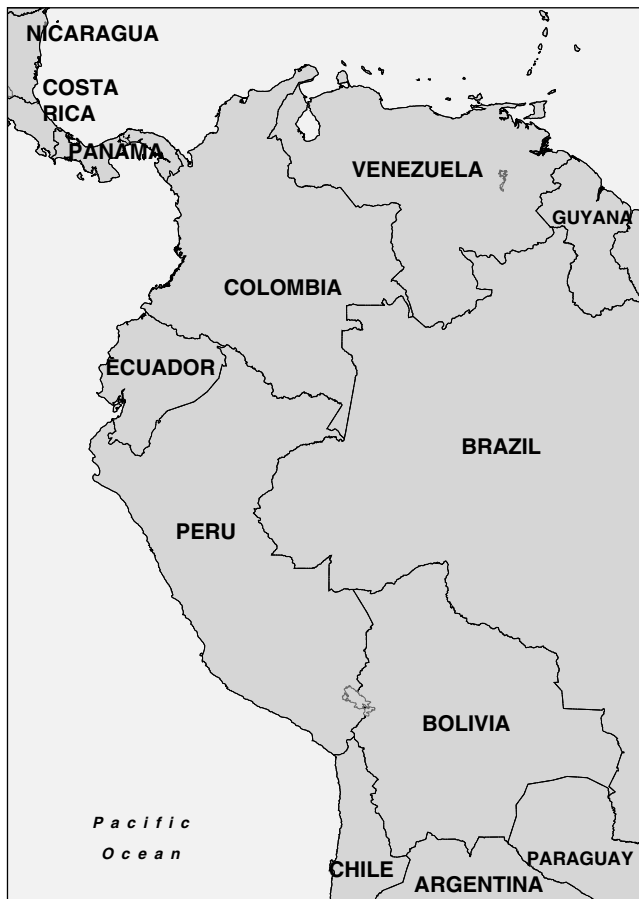 NICARAGUA
COSTA
RICA
PANAMA
VENEZUELA
GUYANA
COLOMBIA
ECUADOR
BRAZIL
PERU
BOLIVIA
Pacific
Ocean
CHILE
PARAGUAY
ARGENTINA